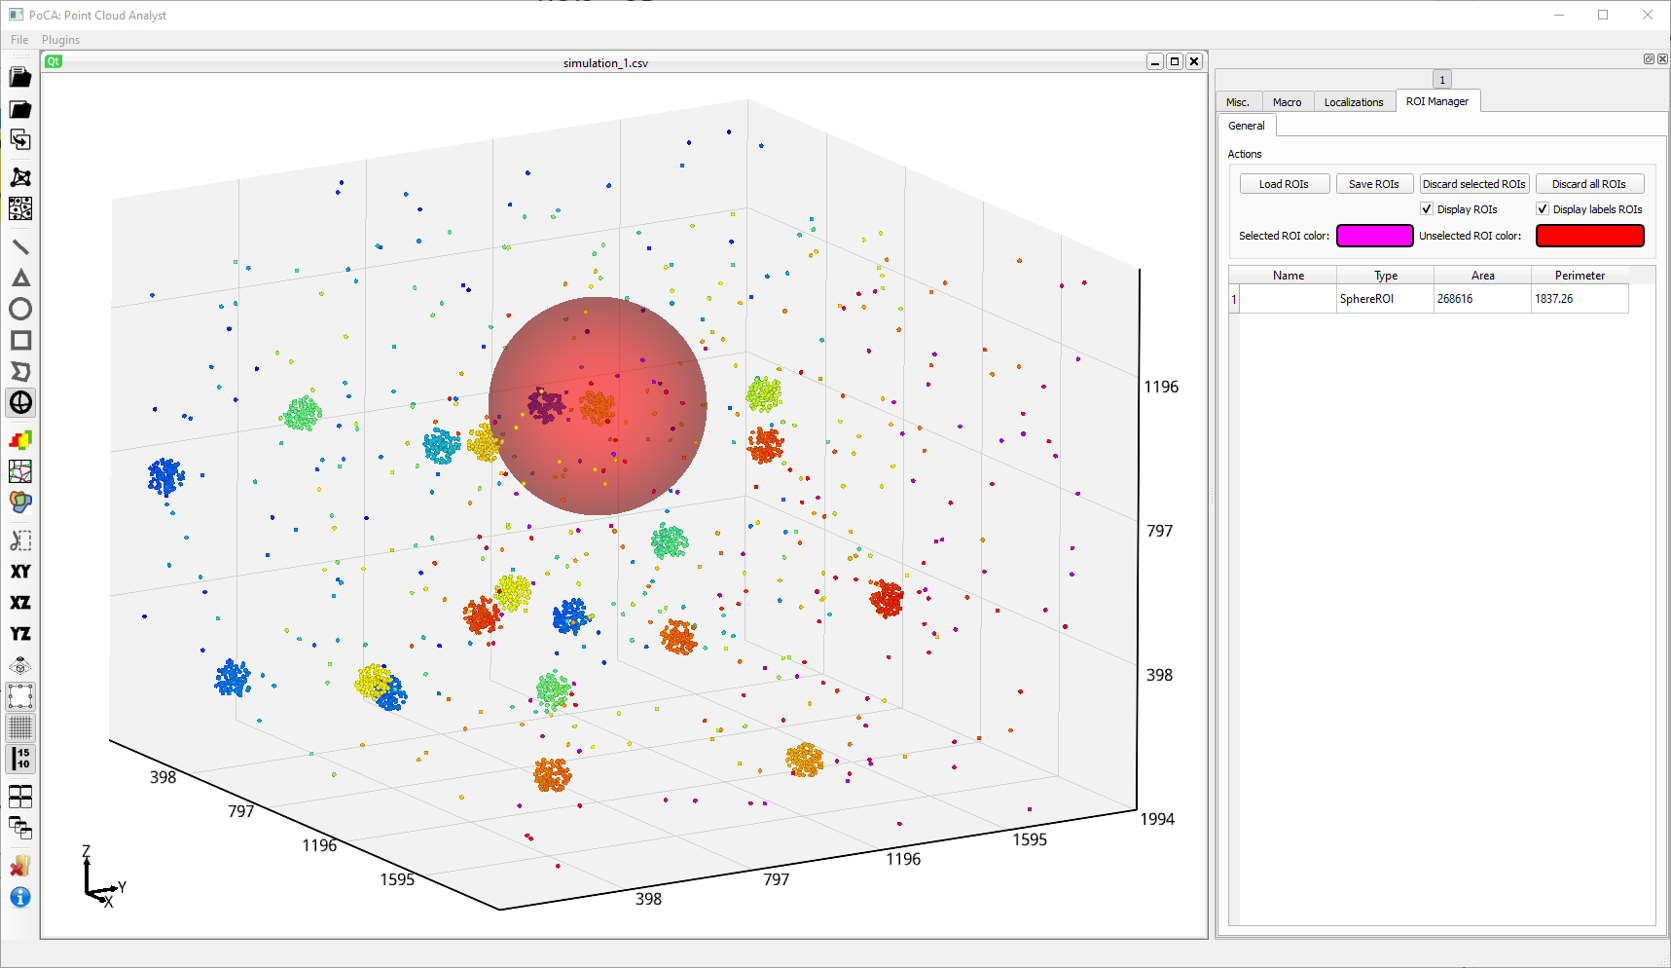 PoCA: Point Cloud Analyst
File Plugins
Qt
simulation_1.csv
1
Misc. Macro Localizations ROI Manager
General
Actions
Load ROIs Save ROIs Discard selected ROIs Discard all ROIs
Display ROIs Display labels ROIs
Selected ROI color: Unselected ROI color:
Name Type Area Perimeter
1 SphereROI 268616 1837.26
XY
XZ
YZ
15
10
1196
797
398
1994
398
797
1196
1595
398
797
1196
1595
Z
Y
X